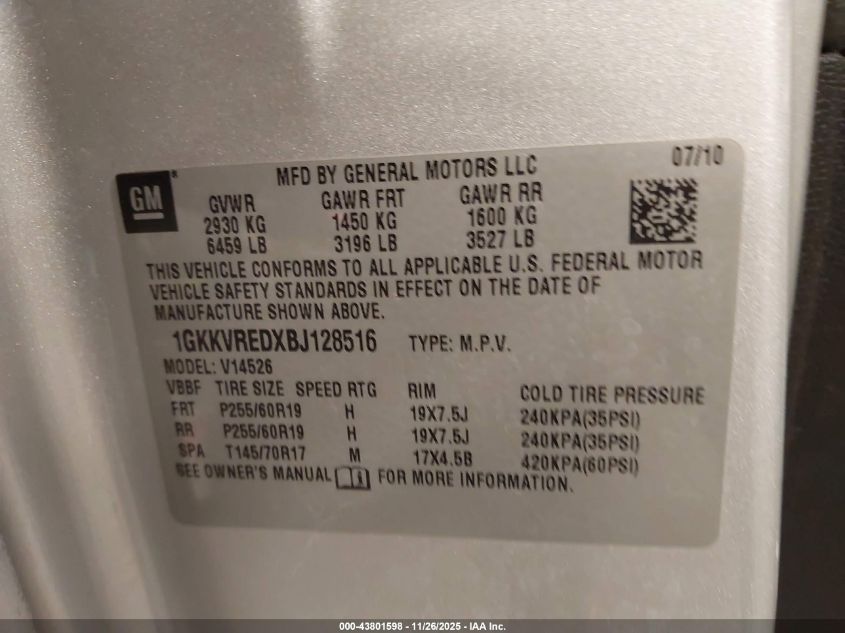 07/10
GM®
MFD BY GENERAL MOTORS LLC
GVWR GAWR FRT GAWR RR
2930 KG 1450 KG 1600 KG
6459 LB 3196 LB 3527 LB
THIS VEHICLE CONFORMS TO ALL APPLICABLE U.S. FEDERAL MOTOR
VEHICLE SAFETY STANDARDS IN EFFECT ON THE DATE OF
MANUFACTURE SHOWN ABOVE.
1GKKVREDXBJ128516 TYPE: M.P.V.
MODEL: V14526
VBBF TIRE SIZE SPEED RTG RIM COLD TIRE PRESSURE
FRT P255/60R19 H 19X7.5J 240KPA(35PSI)
RR P255/60R19 H 19X7.5J 240KPA(35PSI)
SPA T145/70R17 M 17X4.5B 420KPA(60PSI)
SEE OWNER'S MANUAL FOR MORE INFORMATION.
000-43801598 - 11/26/2025 - IAA Inc.